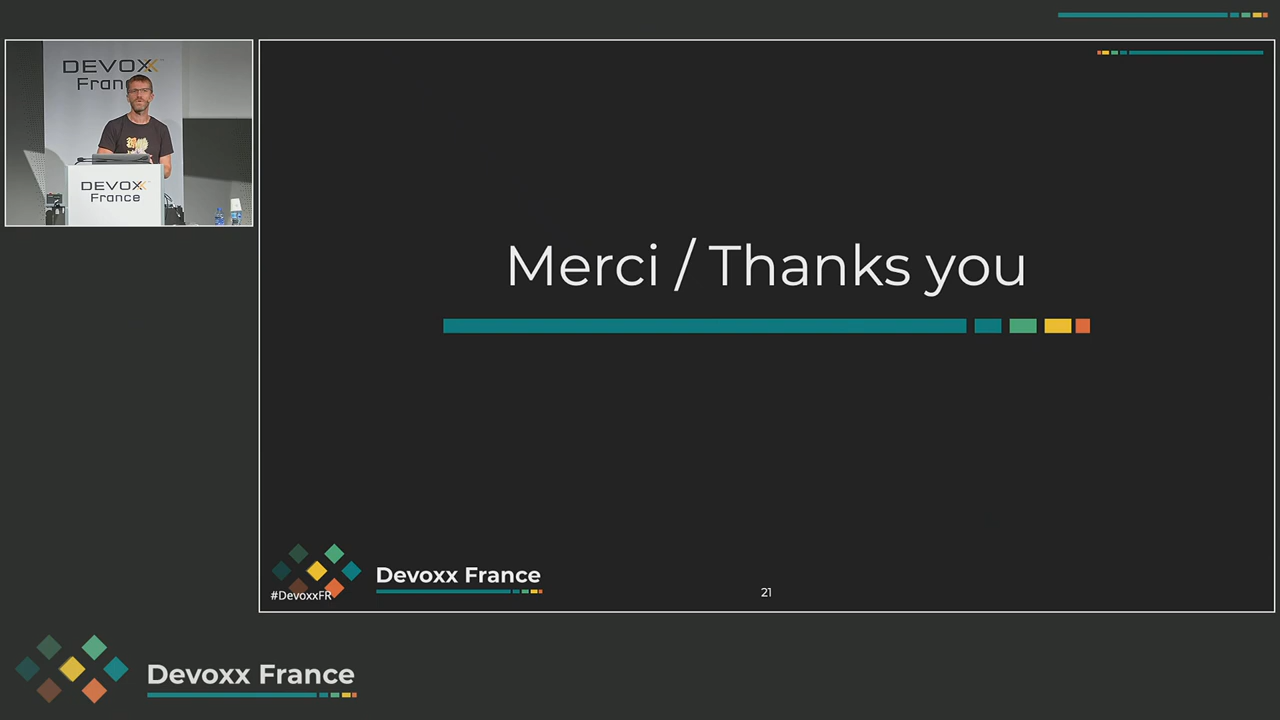 DEVOXX
France
DEVOXX
France
Merci / Thanks you
#DevoxxFR
Devoxx France
21
Devoxx France